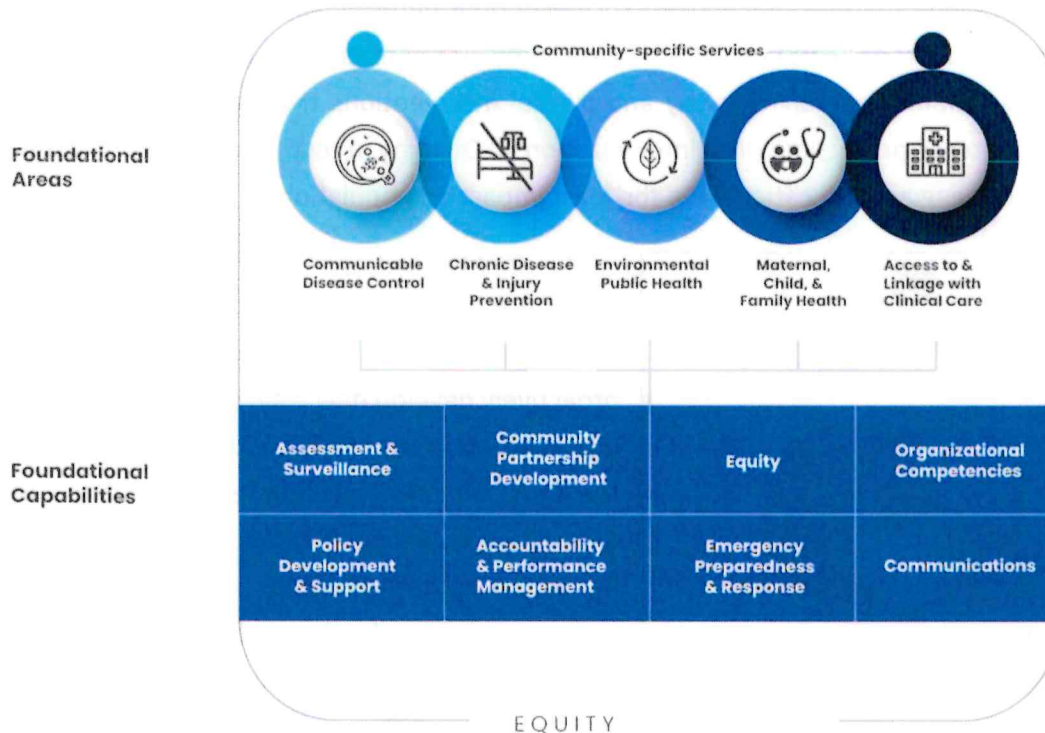 Community-specific Services
Foundational
Areas
Communicable
Disease Control
Chronic Disease
& Injury
Prevention
Environmental
Public Health
Maternal,
Child, &
Family Health
Access to &
Linkage with
Clinical Care
Foundational
Capabilities
Assessment &
Surveillance
Community
Partnership
Development
Equity
Organizational
Competencies
Policy
Development
& Support
Accountability
& Performance
Management
Emergency
Preparedness
& Response
Communications
EQUITY